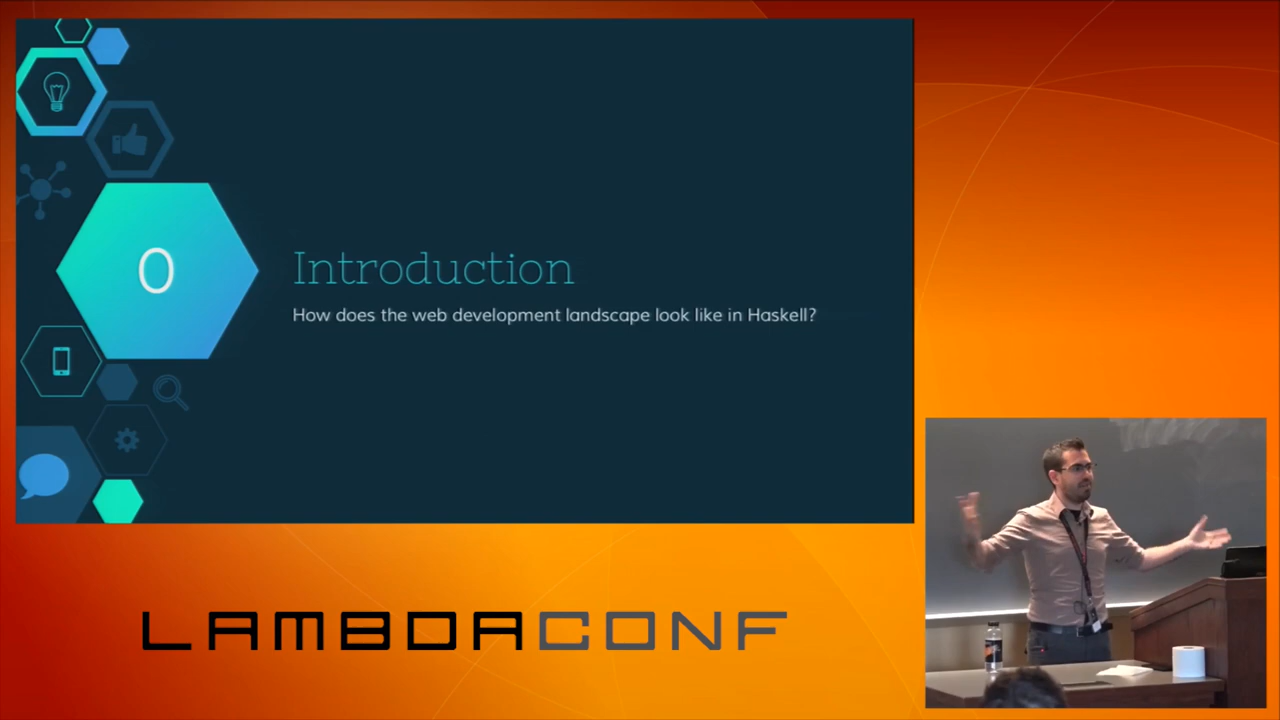 0
Introduction
How does the web development landscape look like in Haskell?
LAMBDACONF